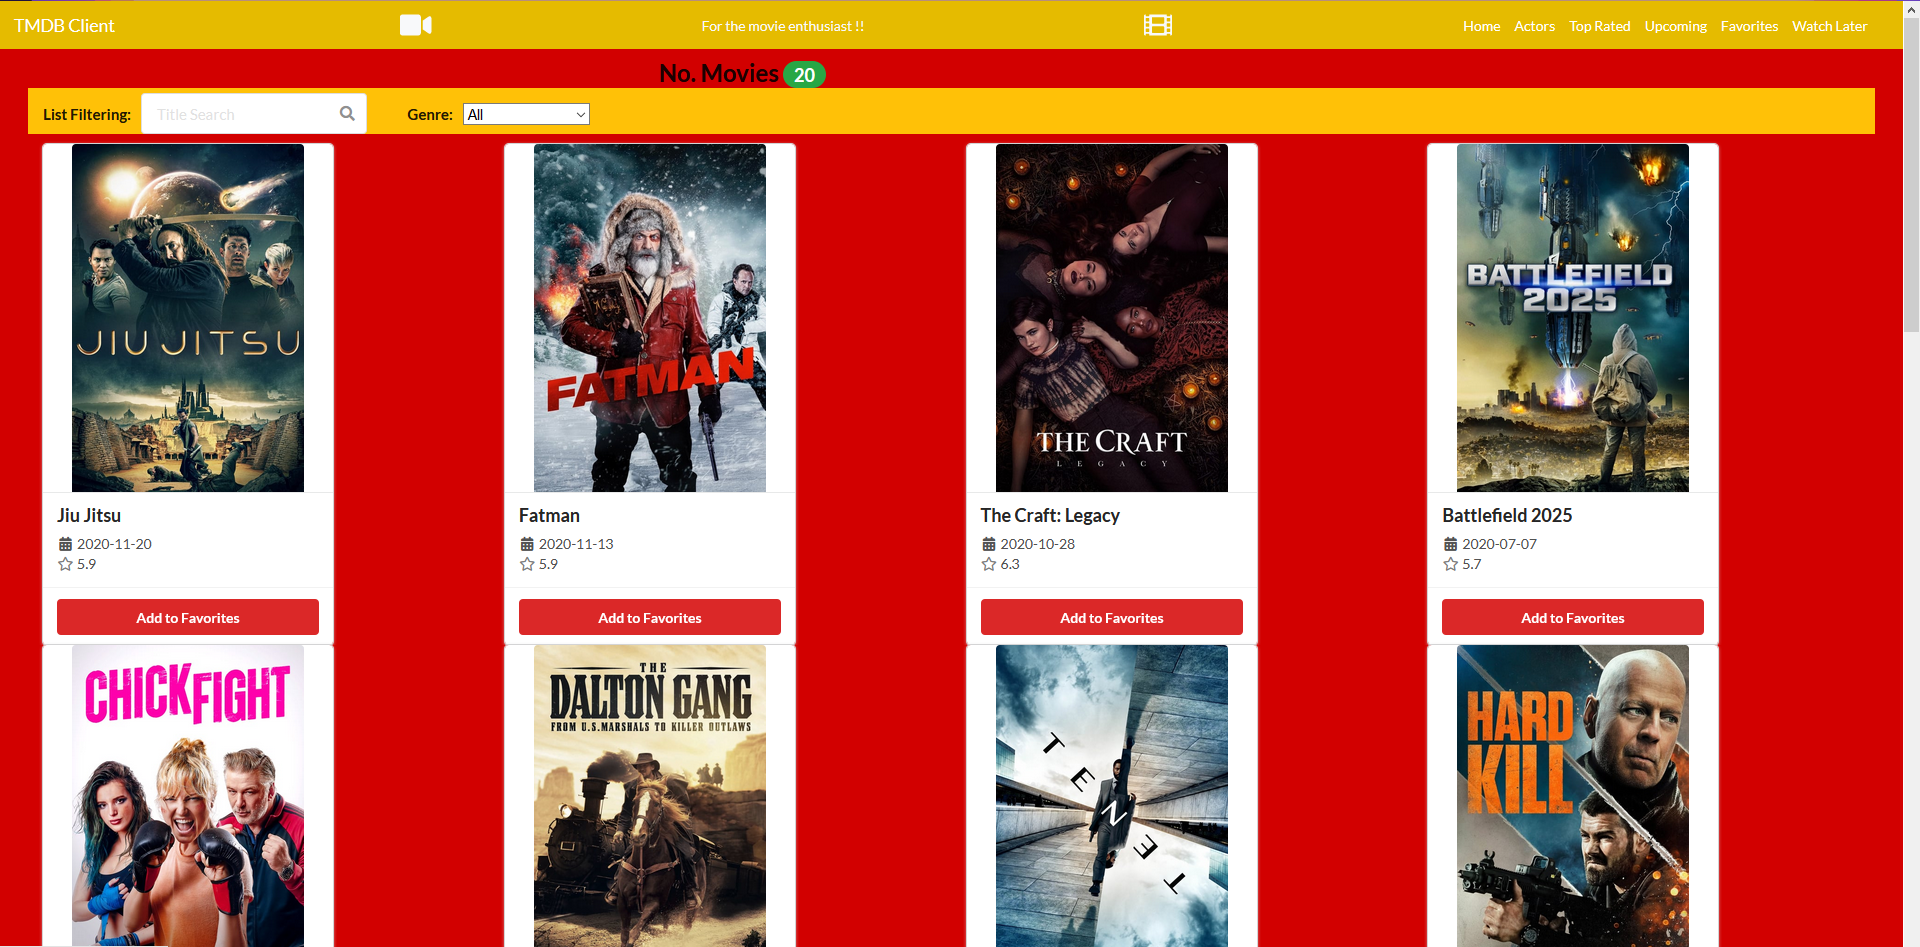 TMDB Client
For the movie enthusiast !!
Home Actors Top Rated Upcoming Favorites Watch Later
No. Movies 20
List Filtering: Title Search Genre: All
JIU JITSU
FATMAN
THE CRAFT
LEGACY
BATTLEFIELD
2025
Jiu Jitsu
2020-11-20
5.9
Add to Favorites
Fatman
2020-11-13
5.9
Add to Favorites
The Craft: Legacy
2020-10-28
6.3
Add to Favorites
Battlefield 2025
2020-07-07
5.7
Add to Favorites
CHICK FIGHT
THE
DALTON GANG
FROM U.S. MARSHALS TO KILLER OUTLAWS
TENET
HARD
KILL